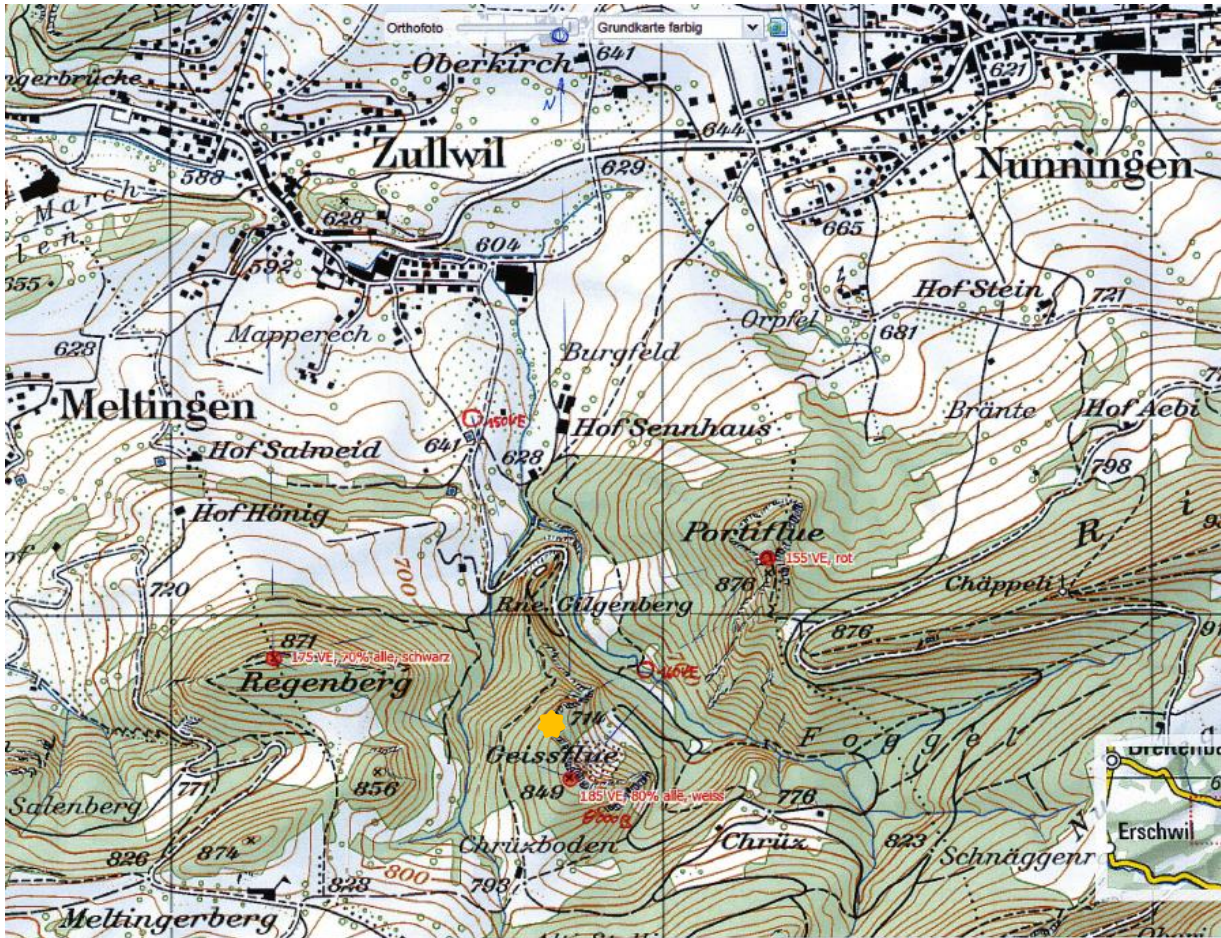 Orthofoto
Grundkarte farbig
Oberkirch
641
621
N
644
588
Zullwil
629
Nunningen
March
628
665
604
592
Hof Stein
721
Mapperech
Orpfel
681
628
Burgfeld
Meltingen
Bränte
Hof Aebi
150VE
Hof Sennhaus
Hof Salweid
641
628
798
Hof Hönig
Portiflue
R i
700
155 VE, rot
720
876
Chäppeli
Rne. Gilgenberg
876
871
175 VE, 70% alle, schwarz
Regenberg
714
Foggel
Geissflue
771
856
849
185 VE, 80% alle, weiss
776
Salenberg
Erschwil
Chrüzboden
Chrüz
823
874
826
823
800
793
Meltingerberg